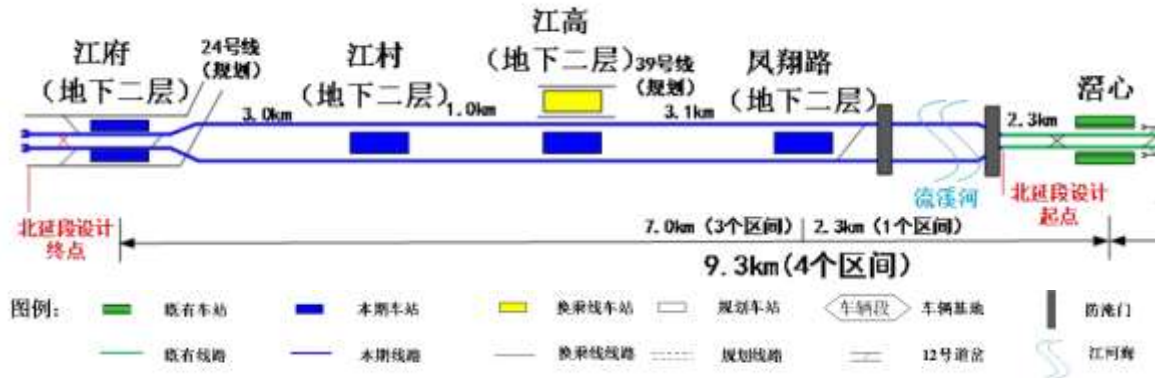 江府
(地下二层)
24号线
(规划)
江村
(地下二层)
江高
(地下二层)
39号线
(规划)
凤翔路
(地下二层)
滘心
3.0km
1.0km
3.1km
2.3km
流溪河
北延段设计
终点
北延段设计
起点
7.0km (3个区间)
2.3km (1个区间)
9.3km(4个区间)
图例:
既有车站
本期车站
换乘线车站
规划车站
车辆段
车辆基地
防淹门
既有线路
本期线路
换乘线线路
规划线路
12号道岔
江河海